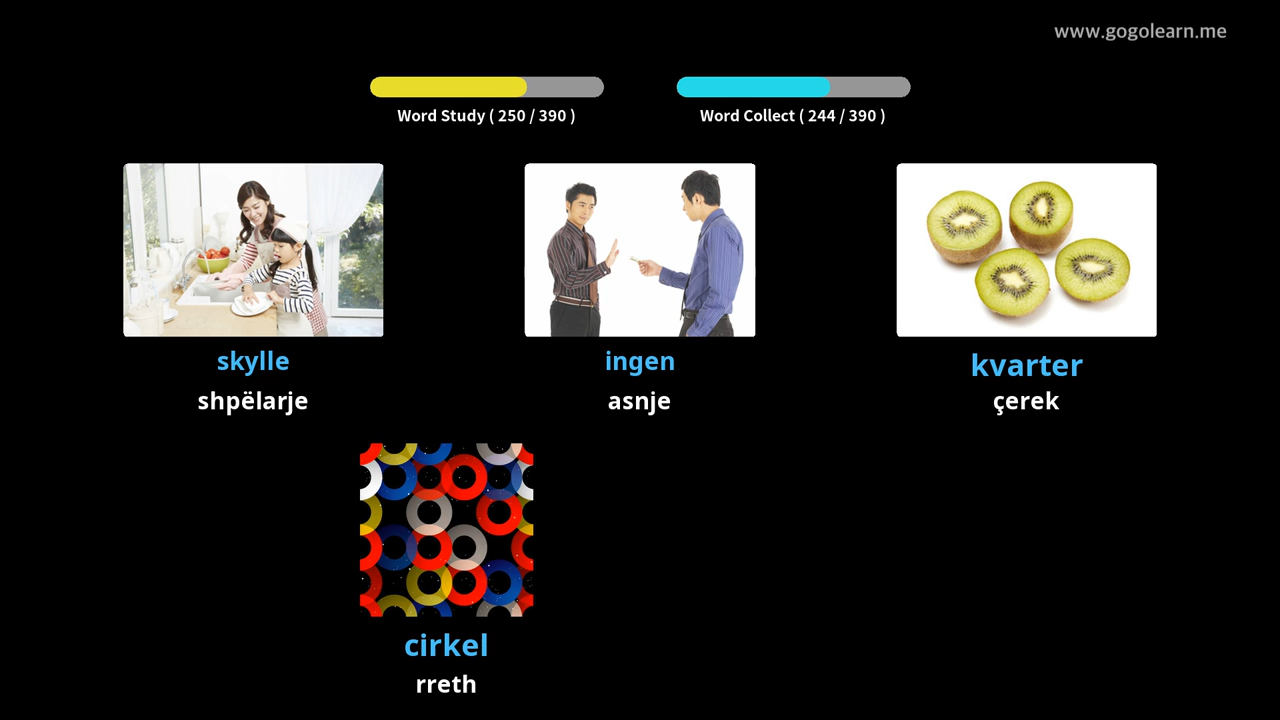 www.gogolearn.me
Word Study ( 250 / 390 )
Word Collect ( 244 / 390 )
skylle
shpëlarje
ingen
asnje
kvarter
çerek
cirkel
rreth